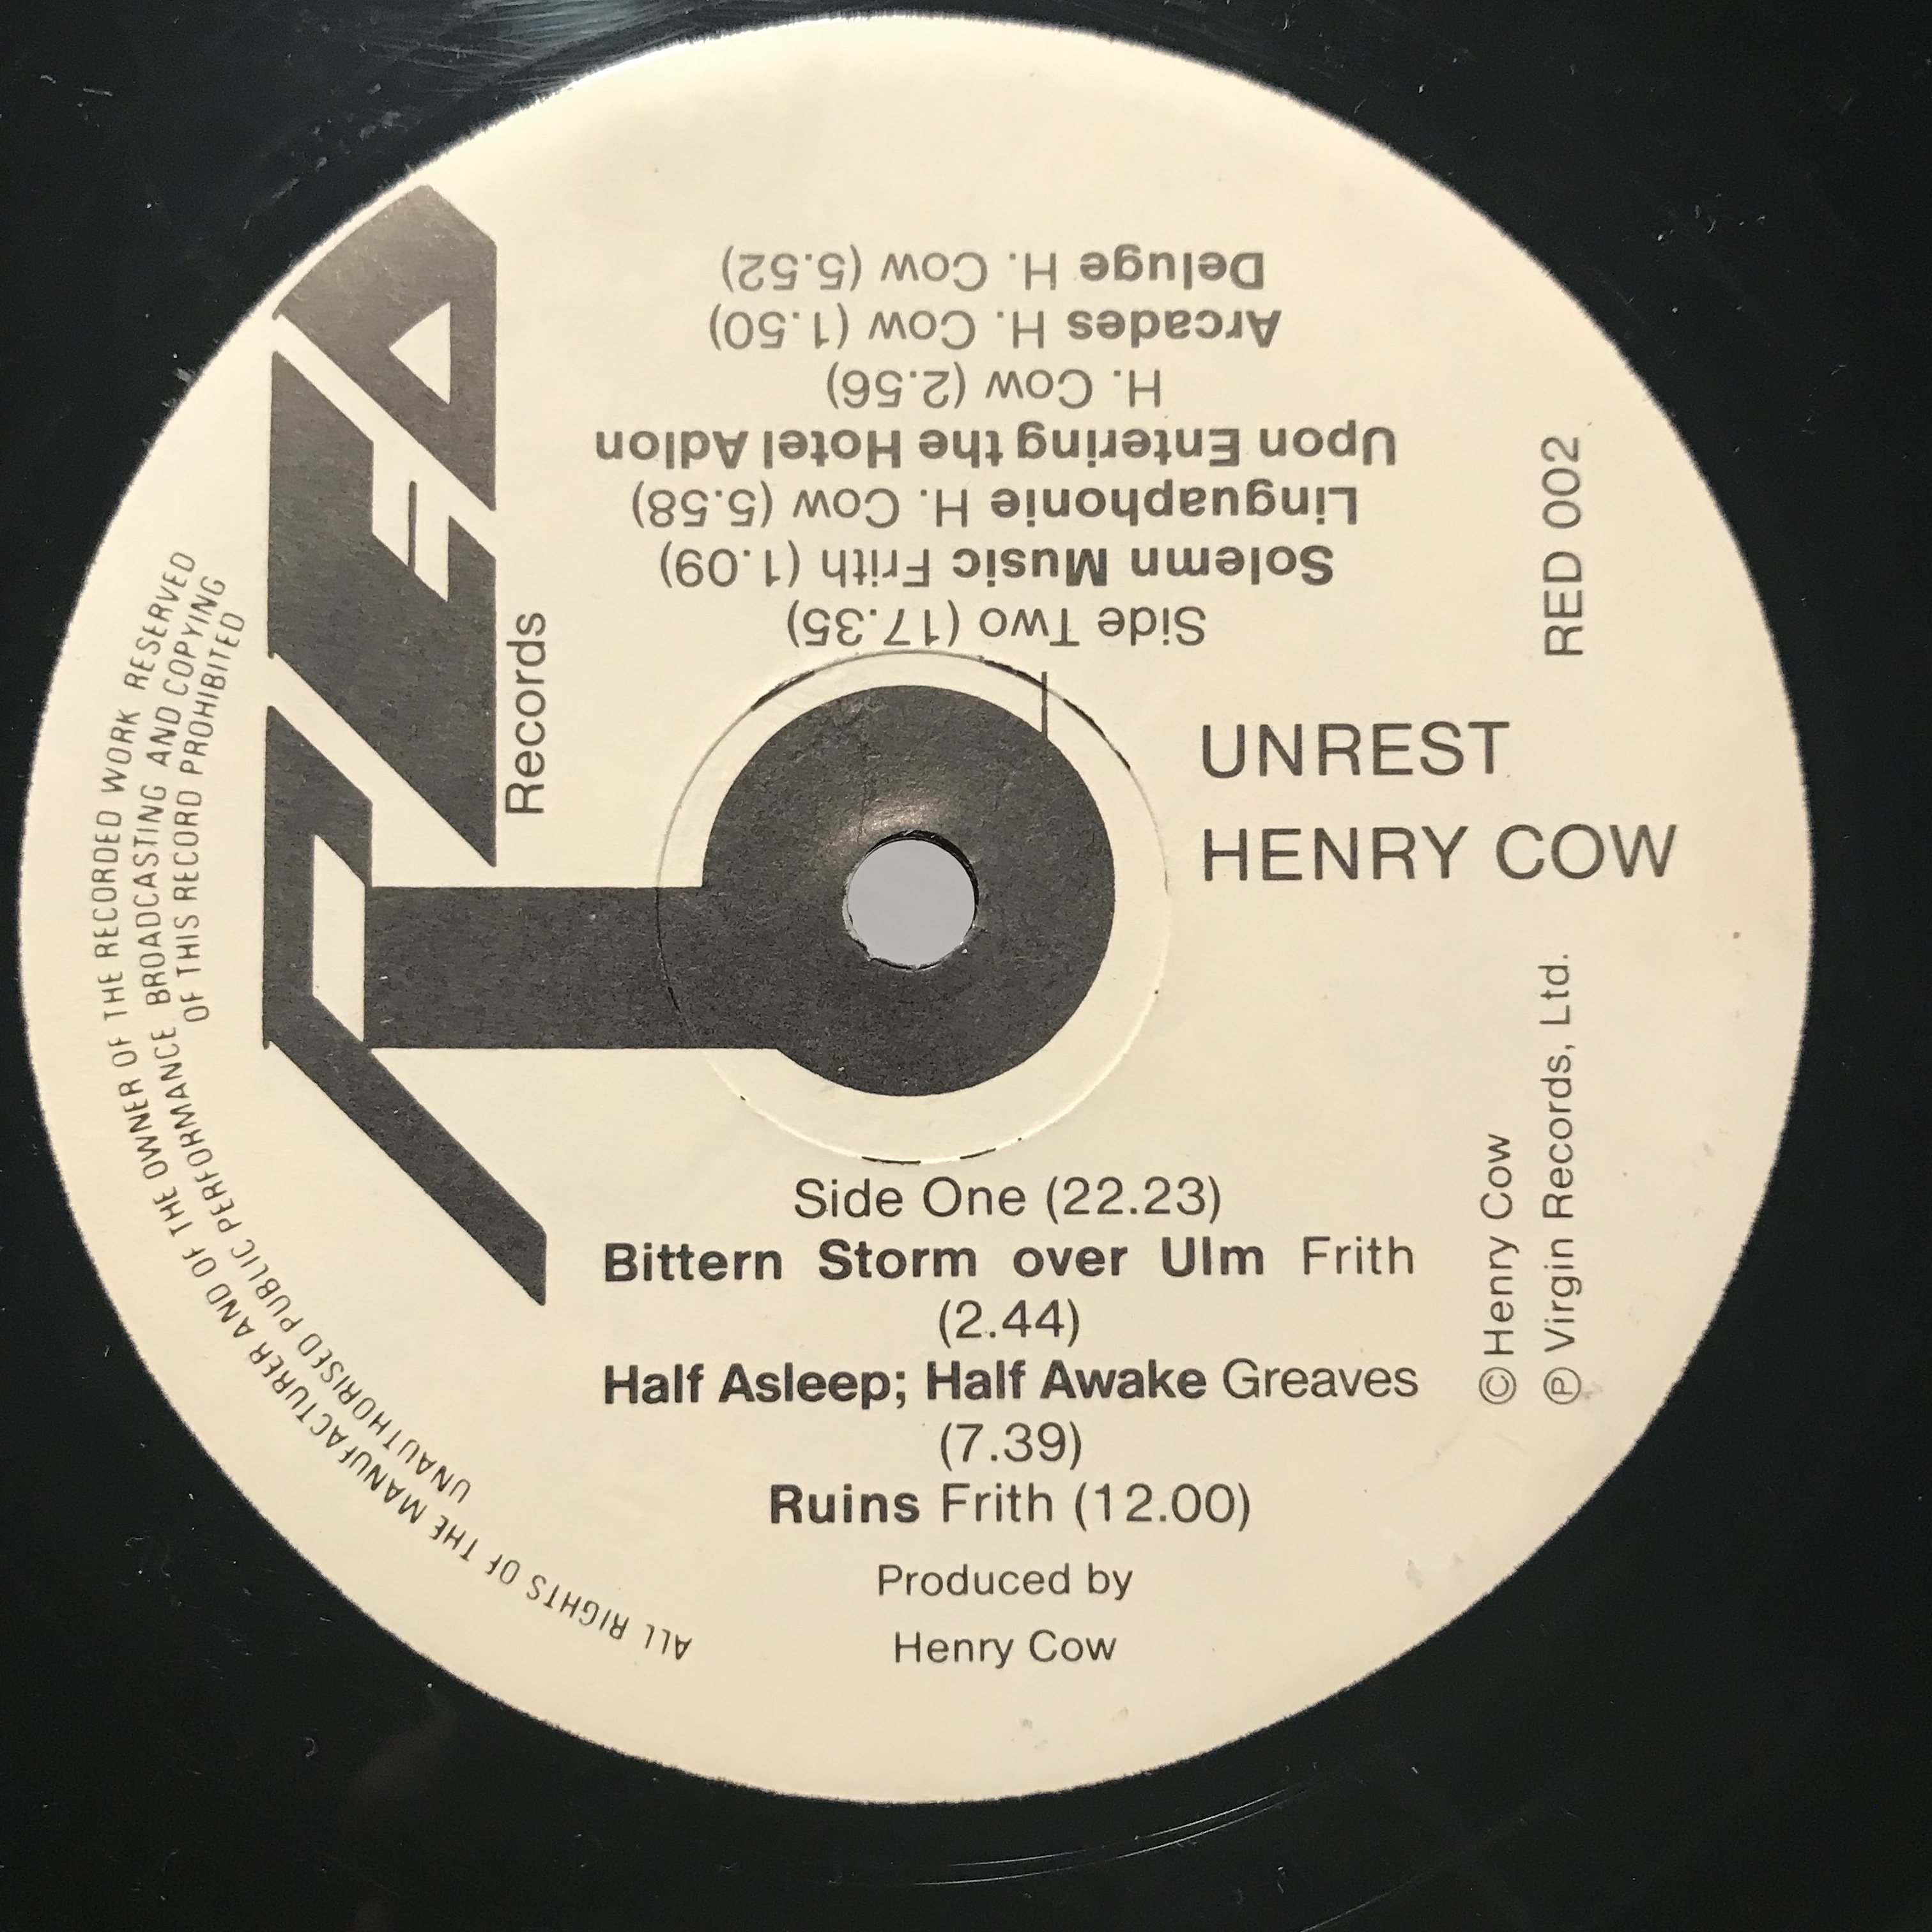 RED
Records
UNREST
HENRY COW
RED 002
Side One (22.23)
Bittern Storm over Ulm Frith
(2.44)
Half Asleep; Half Awake Greaves
(7.39)
Ruins Frith (12.00)
Produced by
Henry Cow
Side Two (17.35)
Solemn Music Frith (1.09)
Linguaphonie H. Cow (5.58)
Upon Entering the Hotel Adlon
H. Cow (2.56)
Arcades H. Cow (1.50)
Deluge H. Cow (5.52)
© Henry Cow
℗ Virgin Records, Ltd.
ALL RIGHTS OF THE MANUFACTURER AND OF THE OWNER OF THE RECORDED WORK RESERVED
UNAUTHORISED PUBLIC PERFORMANCE BROADCASTING AND COPYING
OF THIS RECORD PROHIBITED